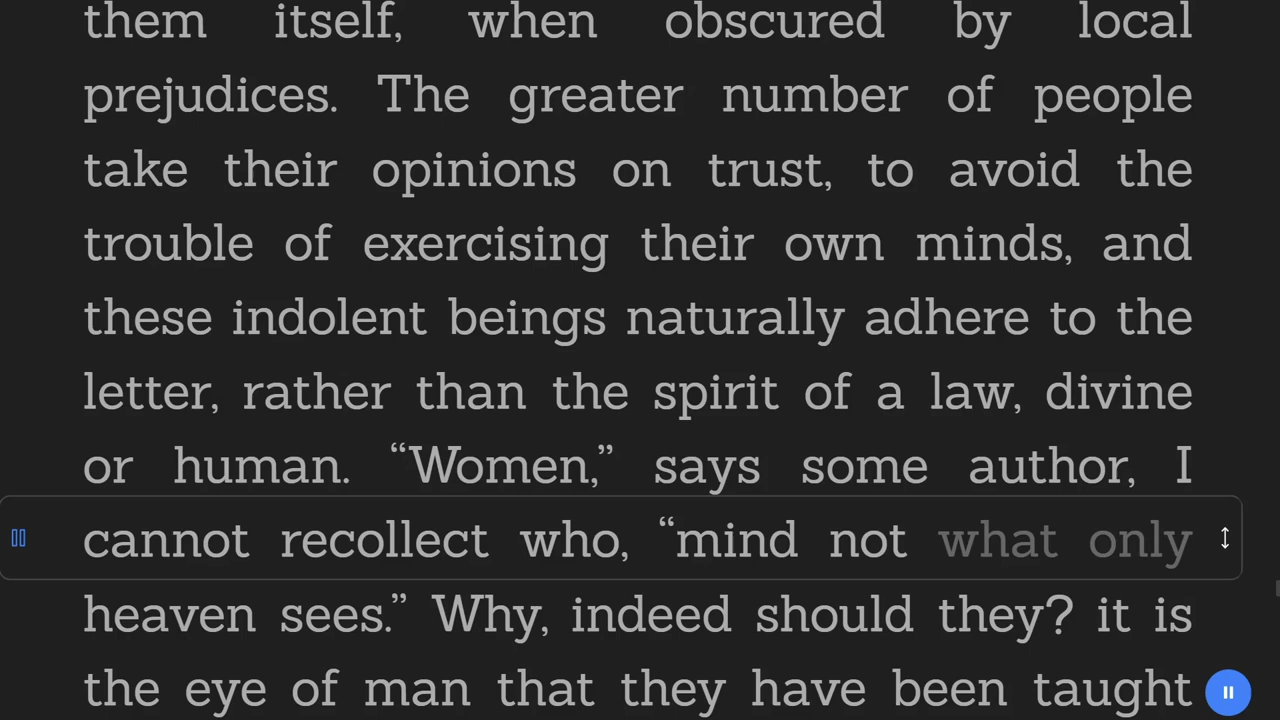 them itself, when obscured by local
prejudices. The greater number of people
take their opinions on trust, to avoid the
trouble of exercising their own minds, and
these indolent beings naturally adhere to the
letter, rather than the spirit of a law, divine
or human. “Women,” says some author, I
cannot recollect who, “mind not what only
heaven sees.” Why, indeed should they? it is
the eye of man that they have been taught